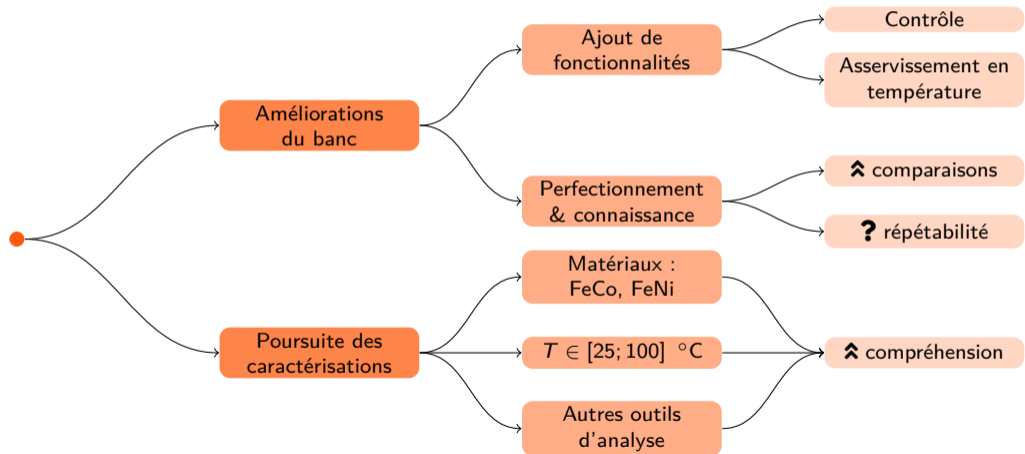 Améliorations
du banc
Ajout de
fonctionnalités
Contrôle
Asservissement en
température
Perfectionnement
& connaissance
comparaisons
? répétabilité
Poursuite des
caractérisations
Matériaux :
FeCo, FeNi
T ∈ [25; 100] °C
Autres outils
d'analyse
compréhension